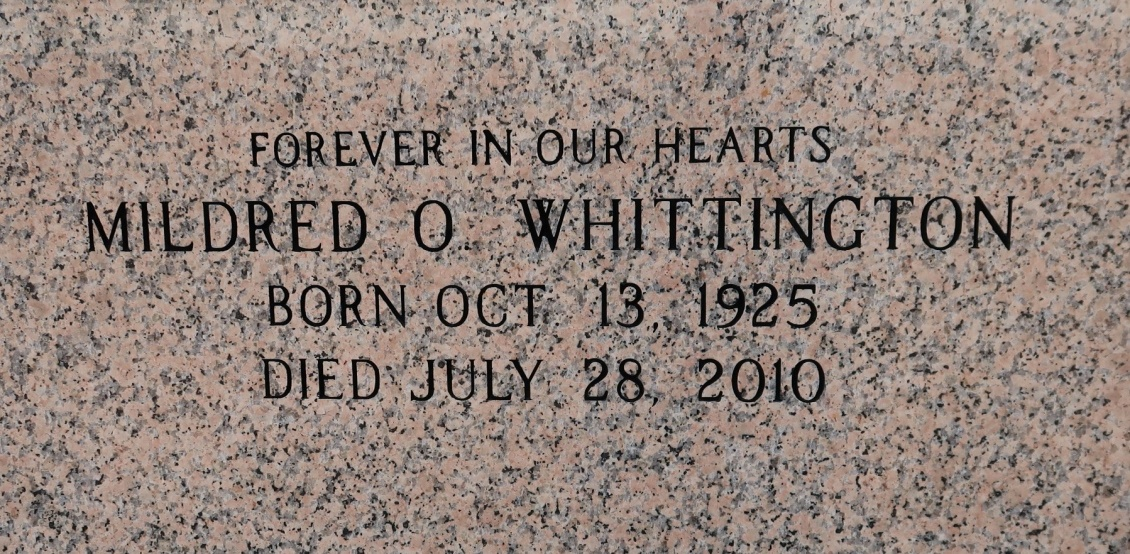 FOREVER IN OUR HEARTS
MILDRED O. WHITTINGTON
BORN OCT. 13, 1925
DIED JULY 28, 2010